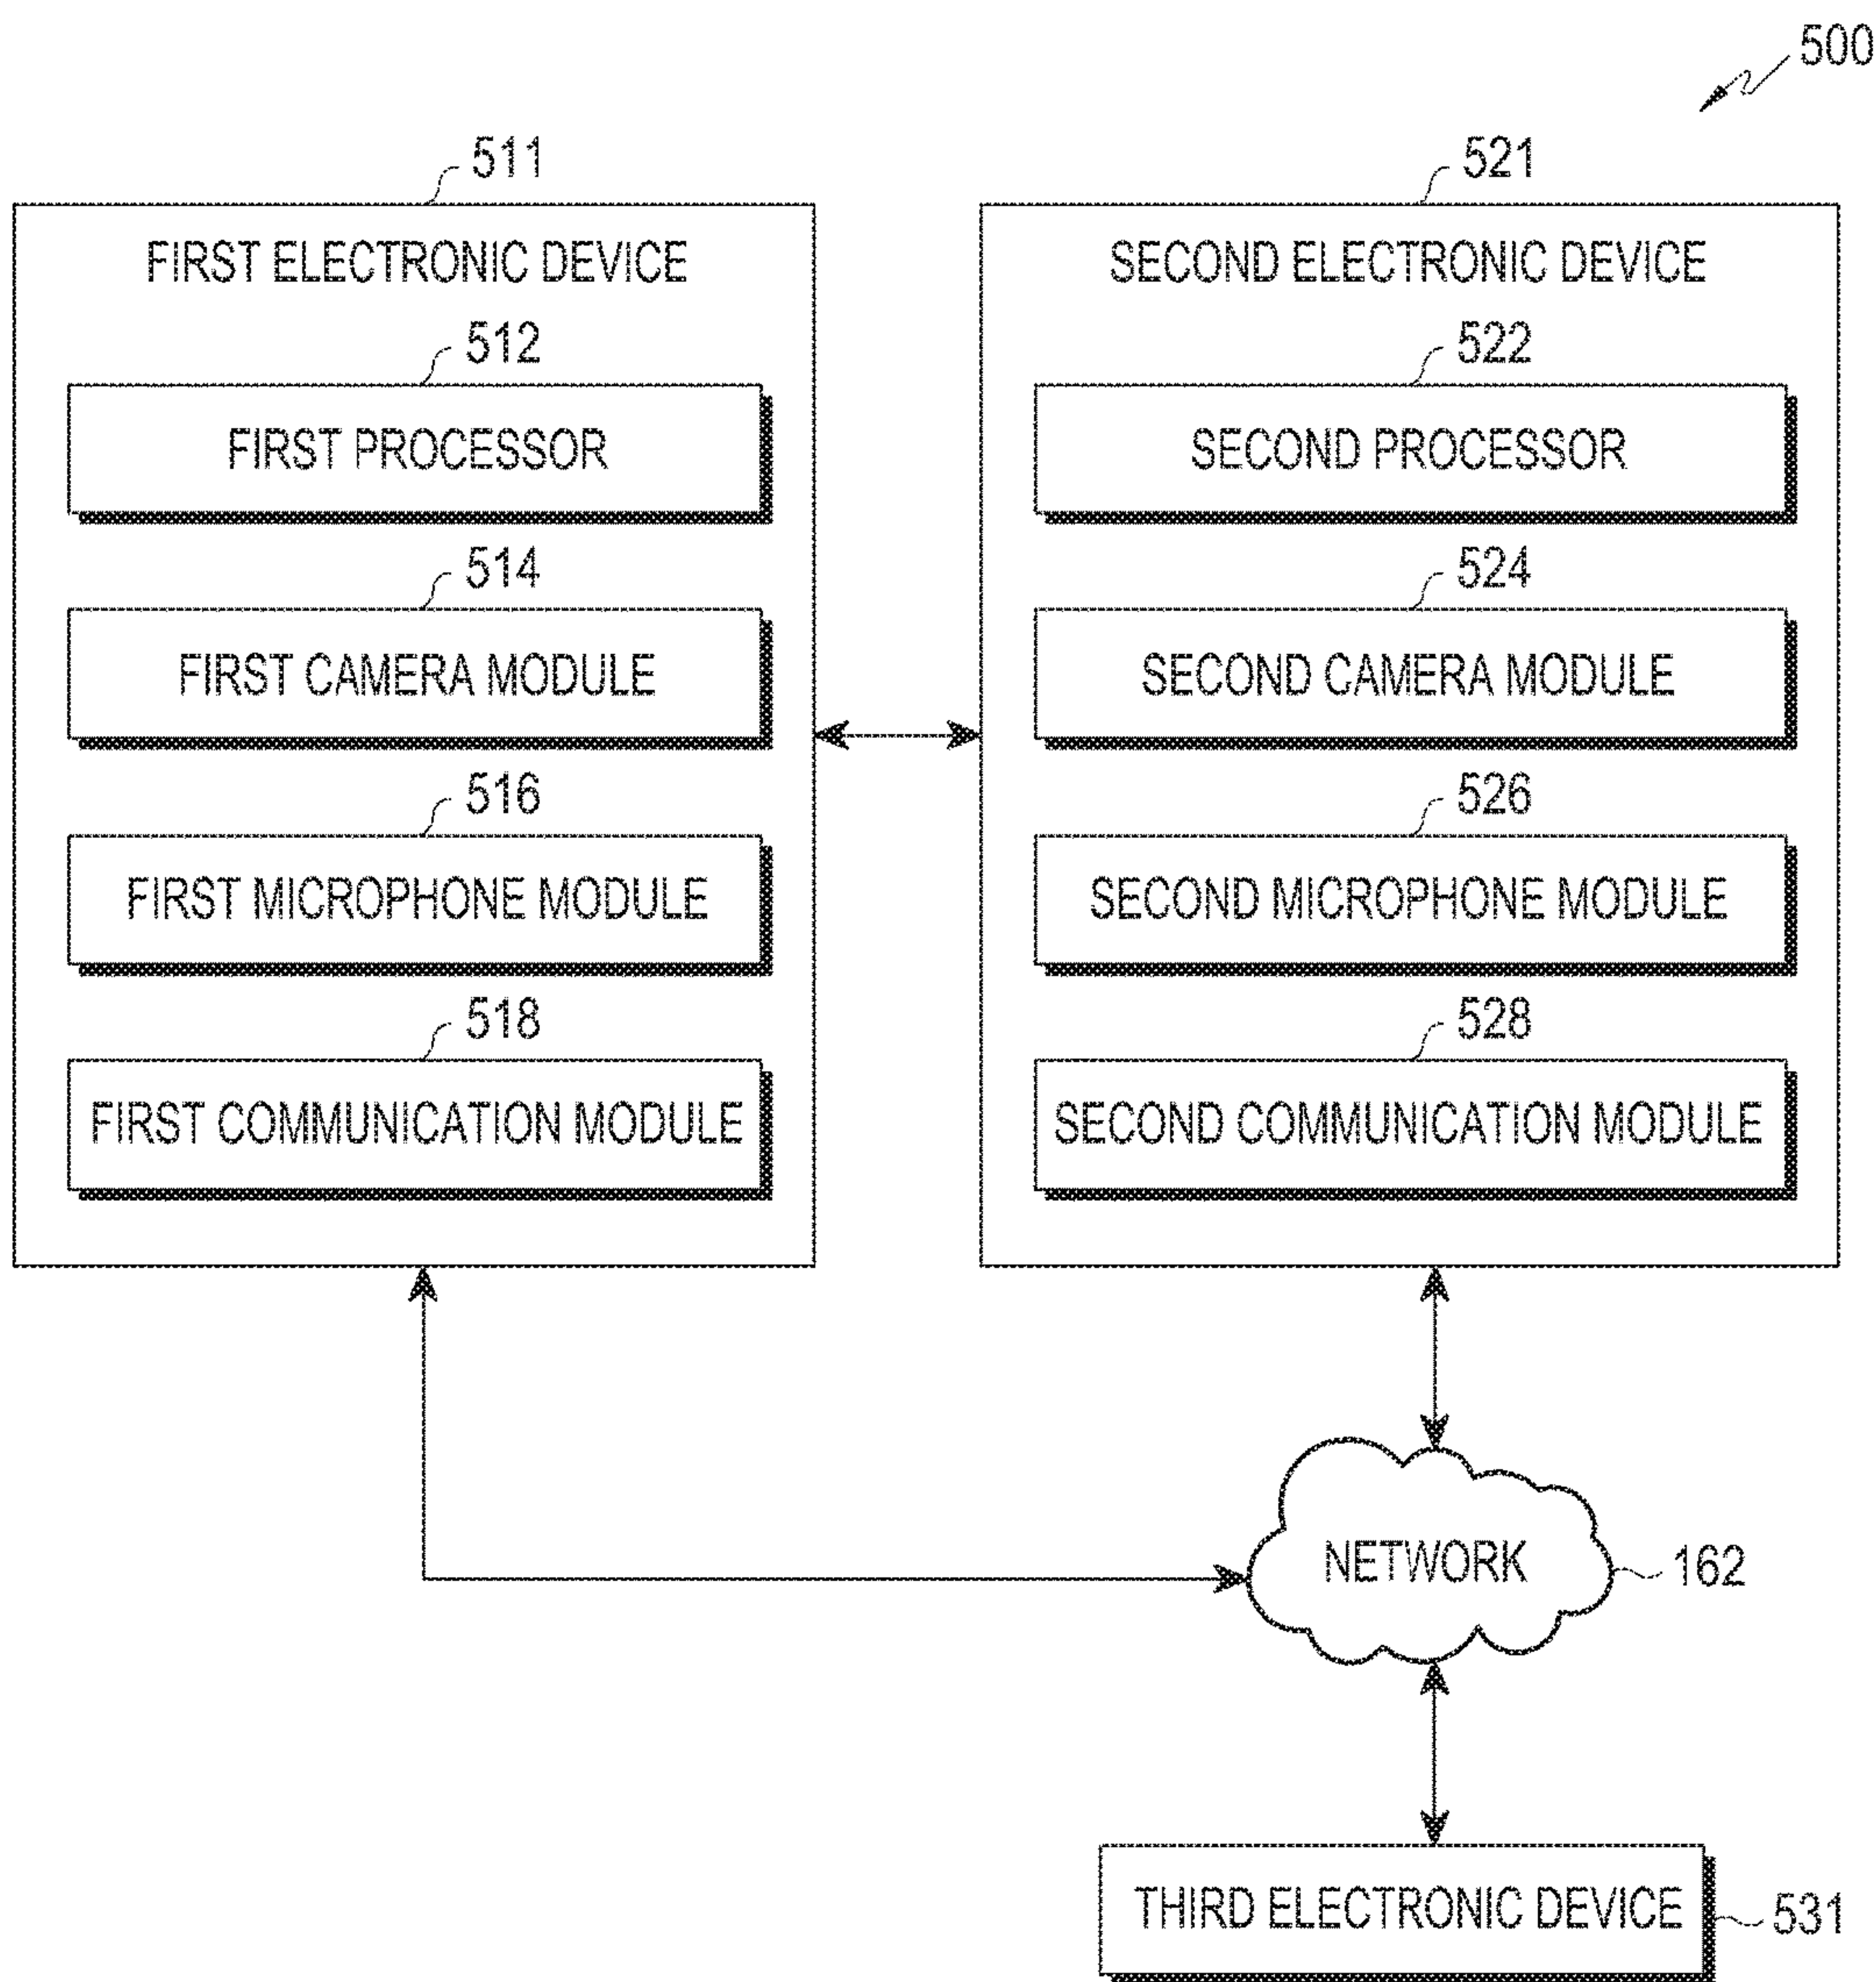 500
511
FIRST ELECTRONIC DEVICE
512
FIRST PROCESSOR
514
FIRST CAMERA MODULE
516
FIRST MICROPHONE MODULE
518
FIRST COMMUNICATION MODULE
521
SECOND ELECTRONIC DEVICE
522
SECOND PROCESSOR
524
SECOND CAMERA MODULE
526
SECOND MICROPHONE MODULE
528
SECOND COMMUNICATION MODULE
NETWORK
162
THIRD ELECTRONIC DEVICE
531